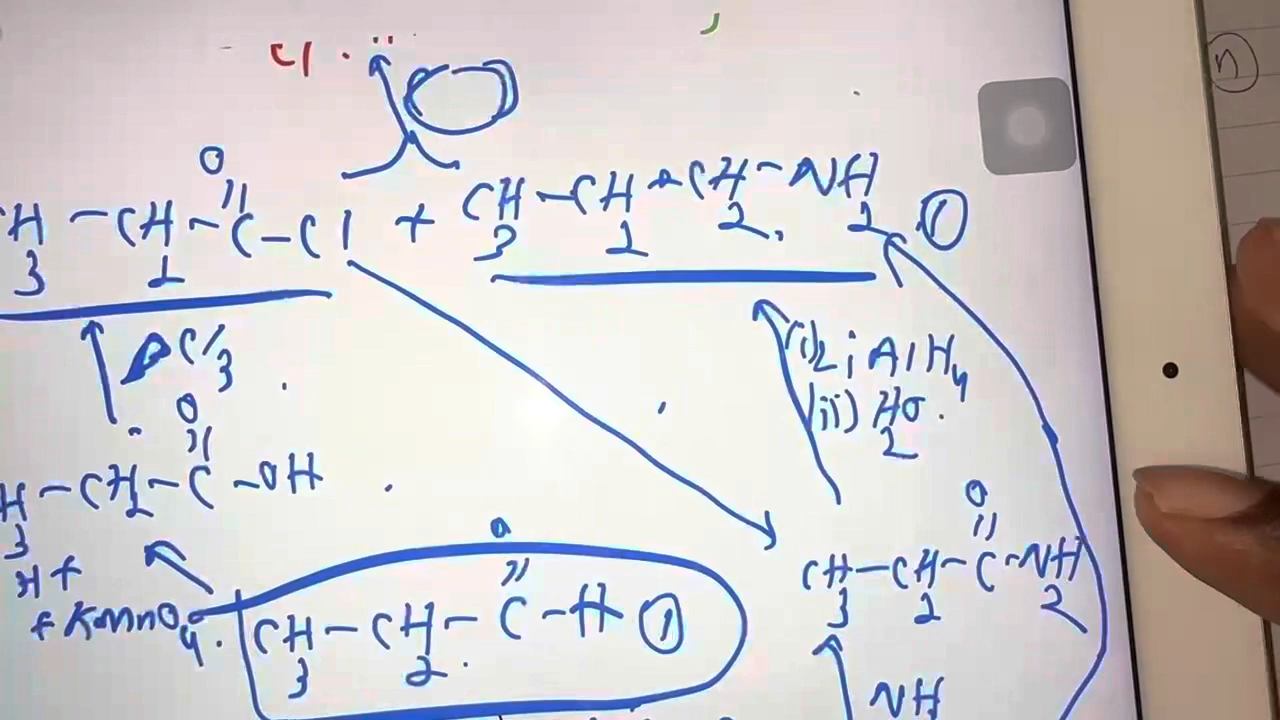 cl
O
CH3-CH2-C-Cl + CH3-CH2-CH2-NH2 ①
n
PCl3
(i) LiAlH4
(ii) H2O.
O
CH3-CH2-C-OH
O
CH3-CH2-C-NH2
H+
+ KMnO4.
O
CH3-CH2-C-H ①
NH